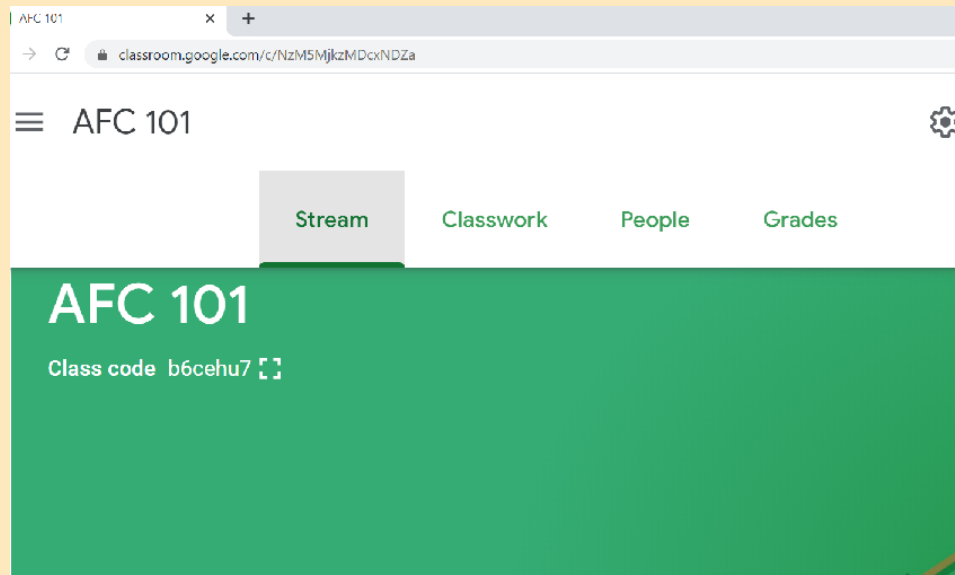 AFC 101
classroom.google.com/c/NzM5MjkzMDcxNDZa
AFC 101
Stream Classwork People Grades
AFC 101
Class code b6cehu7